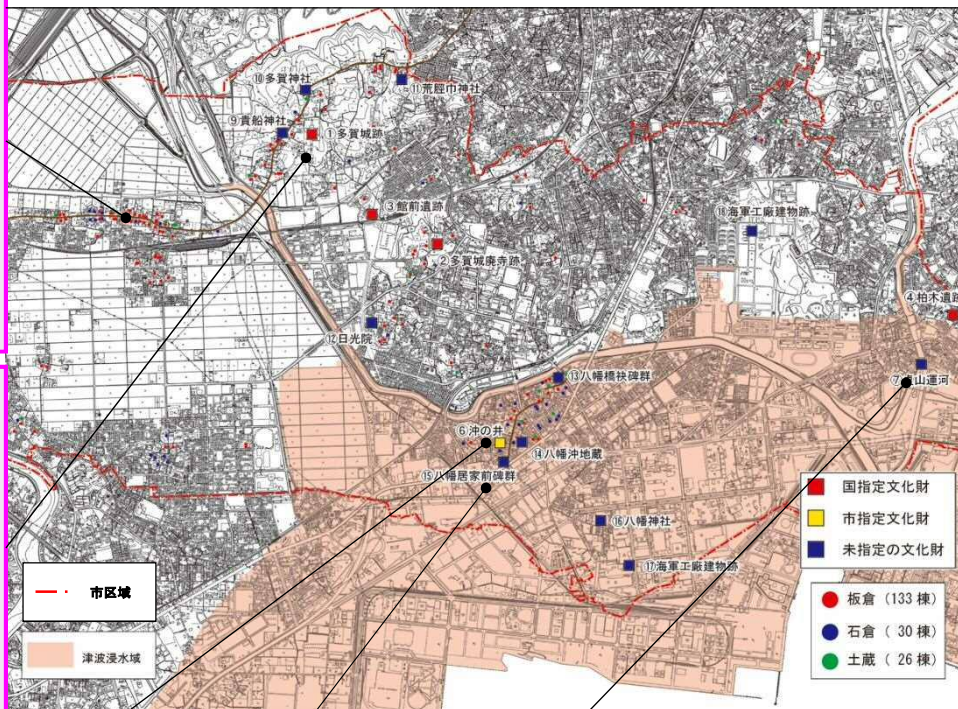 ⑩多賀神社
⑪荒脛巾神社
⑨貴船神社
①多賀城跡
③館前遺跡
⑱海軍工廠建物跡
②多賀城廃寺跡
④柏木遺跡
⑫日光院
⑬八幡橋袂碑群
⑥沖の井
⑭八幡沖地蔵
⑮八幡居家前碑群
⑯八幡神社
⑰海軍工廠建物跡
国指定文化財
市指定文化財
未指定の文化財
市区域
津波浸水域
板倉（133棟）
石倉（ 30棟）
土蔵（ 26棟）